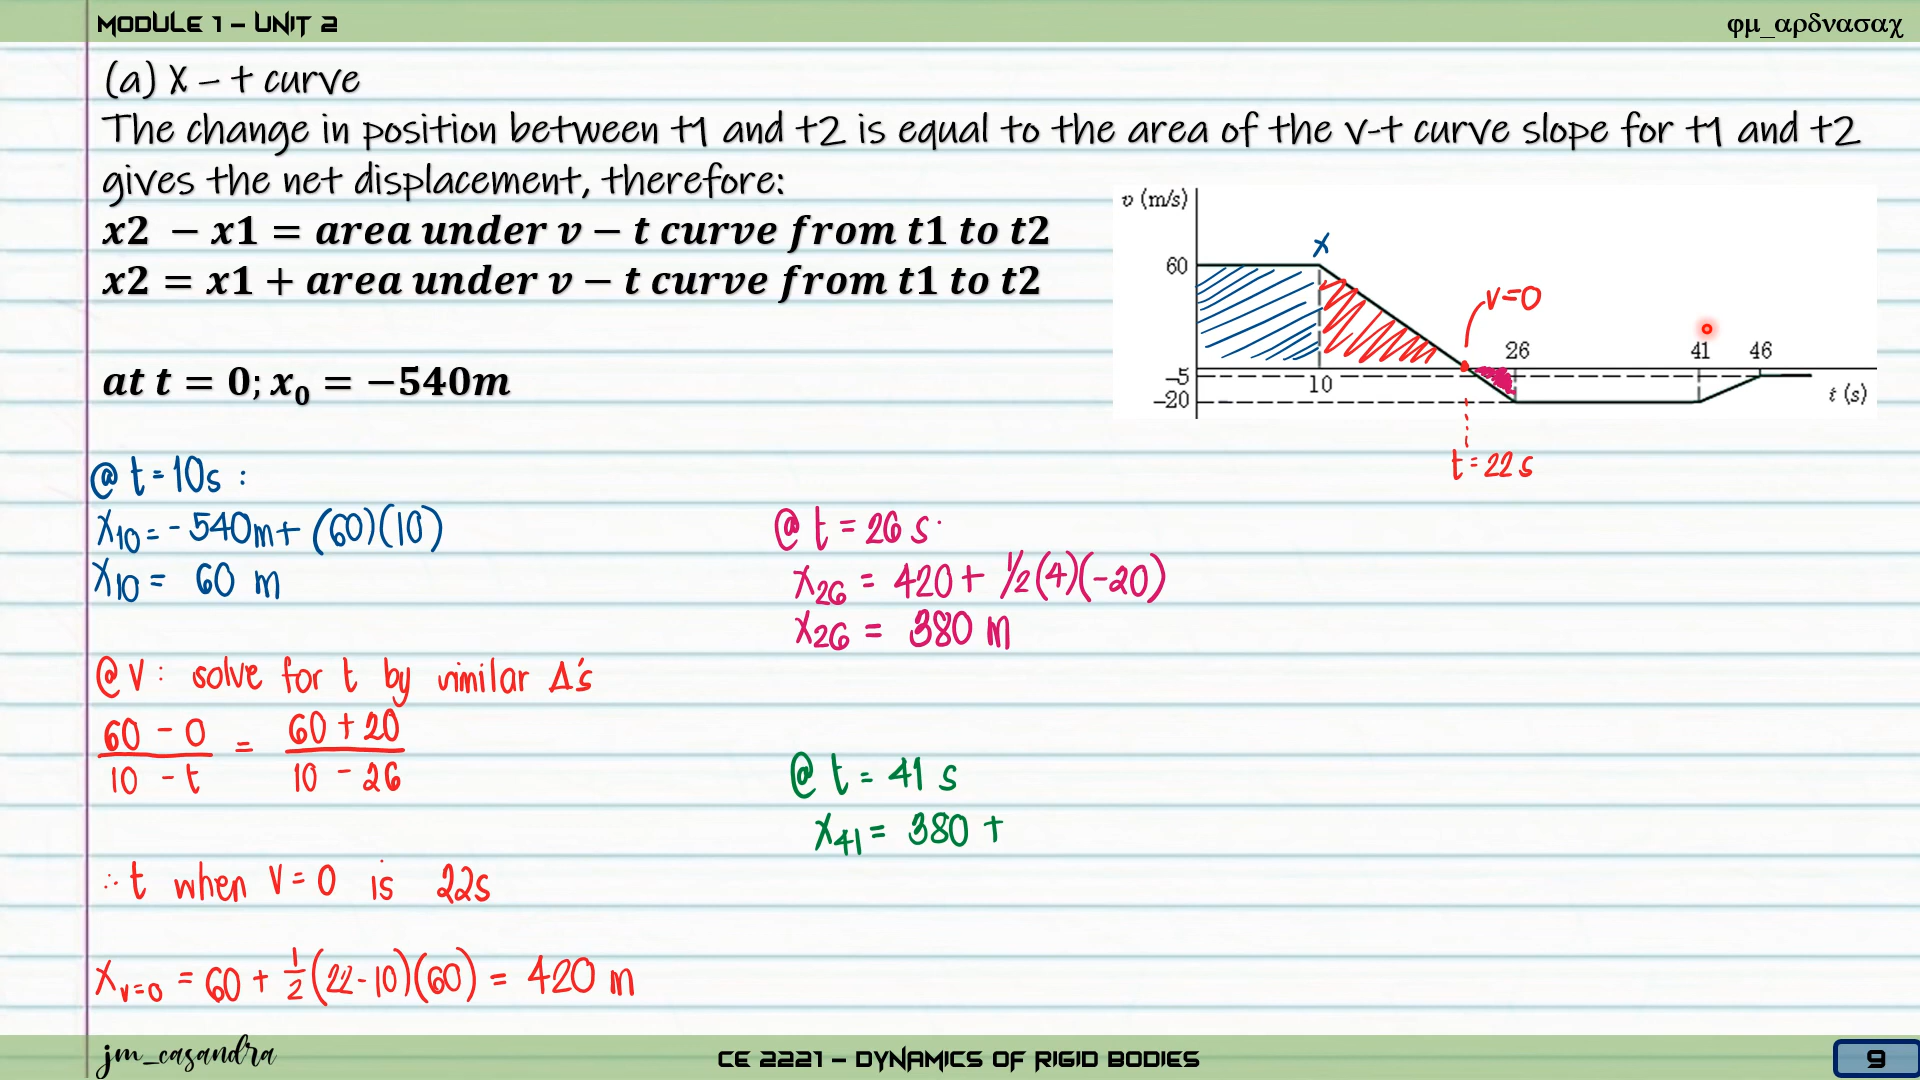 MODULE 1 – UNIT 2
φμ_αρδνασαχ
(a) X – t curve
The change in position between t1 and t2 is equal to the area of the v-t curve slope for t1 and t2
gives the net displacement, therefore:
x2 − x1 = area under v − t curve from t1 to t2
x2 = x1 + area under v − t curve from t1 to t2
at t = 0; x₀ = −540m
v (m/s)
x
60
v=0
26
41
46
−5
10
−20
t (s)
t = 22 s
@ t = 10s :
x₁₀ = - 540m + (60)(10)
x₁₀ = 60 m
@ V : solve for t by similar Δ's
60 - 0 = 60 + 20
10 - t 10 - 26
∴ t when V = 0 is 22s
x_v=0 = 60 + 1/2 (22-10)(60) = 420 m
@ t = 26 s
x₂₆ = 420 + 1/2 (4)(-20)
x₂₆ = 380 m
@ t = 41 s
x₄₁ = 380 +
jm_casandra
CE 2221 – DYNAMICS OF RIGID BODIES
9